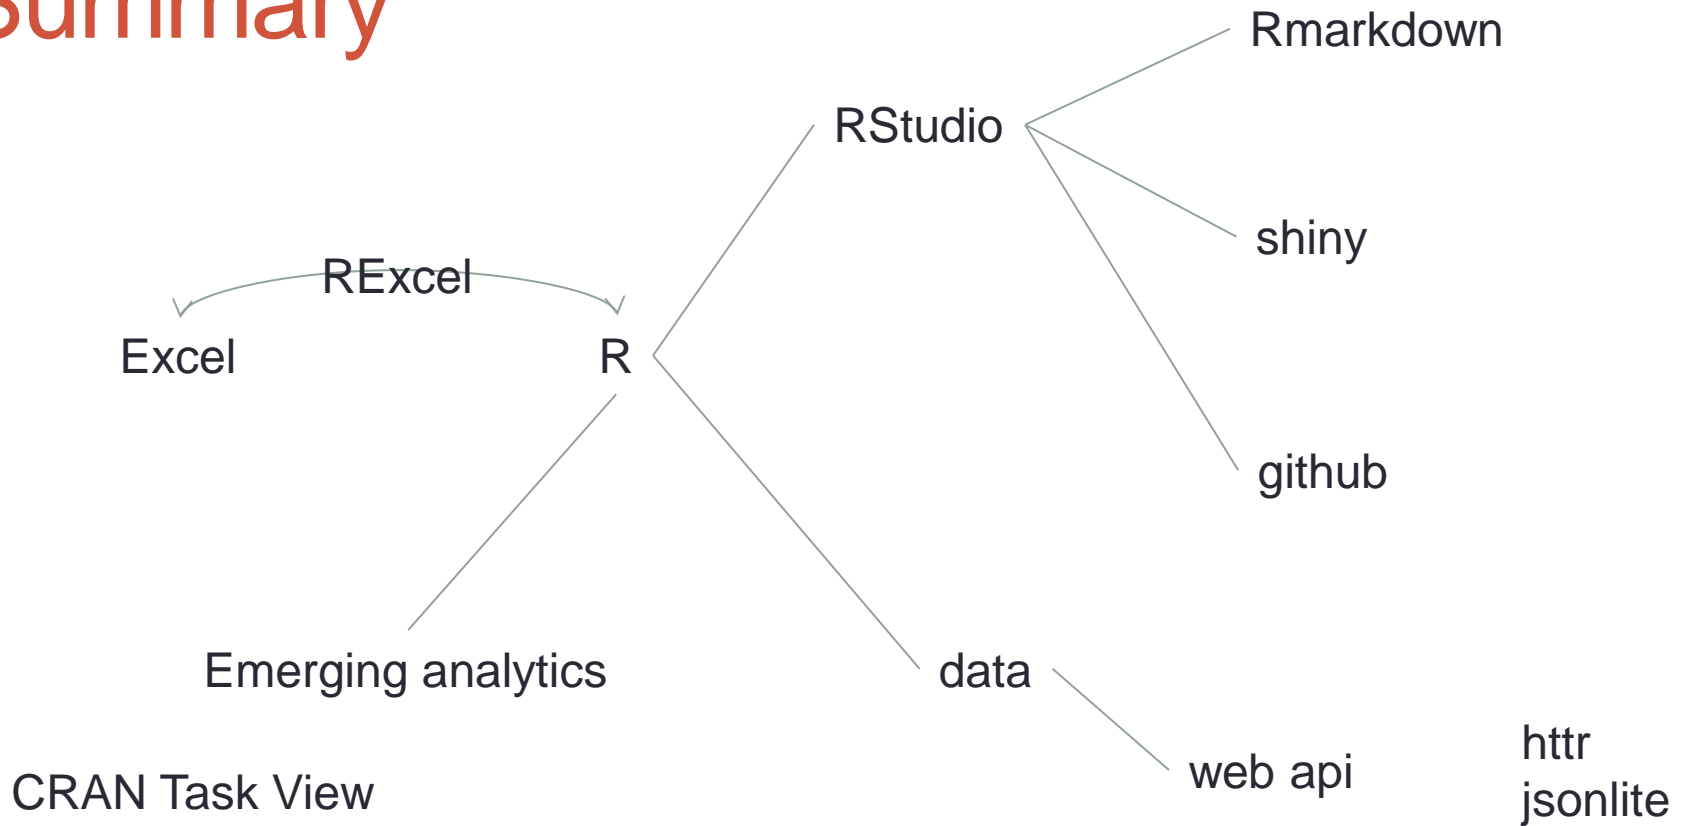 Summary
Rmarkdown
RStudio
shiny
RExcel
Excel
R
github
Emerging analytics
data
web api
httr
jsonlite
CRAN Task View